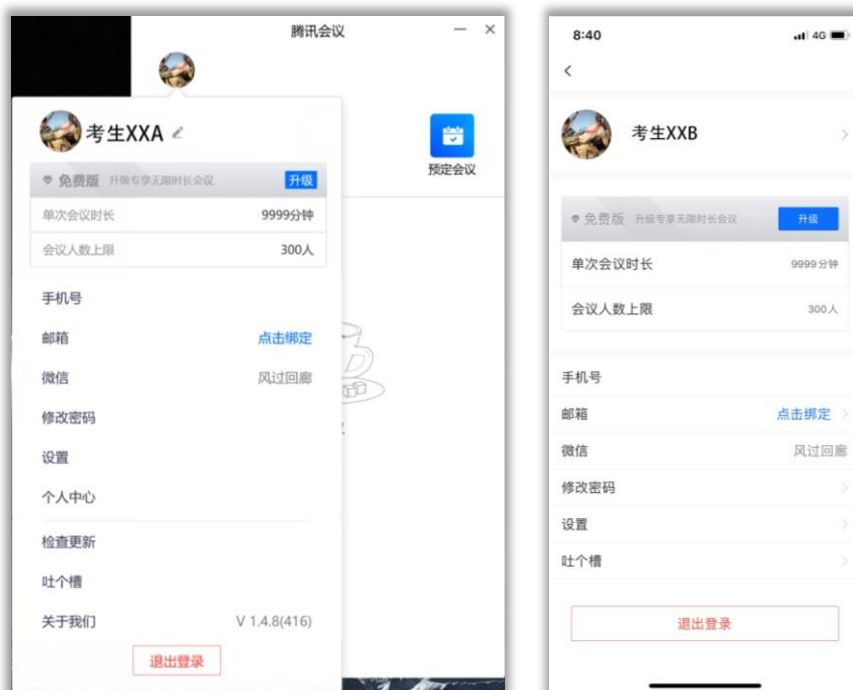 腾讯会议
考生XXA
预定会议
免费版 升级专享无限时长会议 升级
单次会议时长 9999分钟
会议人数上限 300人
手机号
邮箱 点击绑定
微信 风过回廊
修改密码
设置
个人中心
检查更新
吐个槽
关于我们 V 1.4.8(416)
退出登录
8:40 4G
考生XXB
免费版 升级专享无限时长会议 升级
单次会议时长 9999分钟
会议人数上限 300人
手机号
邮箱 点击绑定
微信 风过回廊
修改密码
设置
吐个槽
退出登录